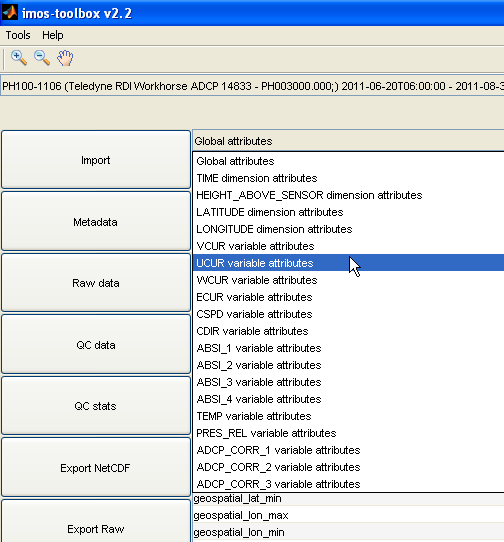 imos-toolbox v2.2
Tools Help
PH100-1106 (Teledyne RDI Workhorse ADCP 14833 - PH003000.000;) 2011-06-20T06:00:00 - 2011-08-3
Import
Metadata
Raw data
QC data
QC stats
Export NetCDF
Export Raw
Global attributes
Global attributes
TIME dimension attributes
HEIGHT_ABOVE_SENSOR dimension attributes
LATITUDE dimension attributes
LONGITUDE dimension attributes
VCUR variable attributes
UCUR variable attributes
WCUR variable attributes
ECUR variable attributes
CSPD variable attributes
CDIR variable attributes
ABSI_1 variable attributes
ABSI_2 variable attributes
ABSI_3 variable attributes
ABSI_4 variable attributes
TEMP variable attributes
PRES_REL variable attributes
ADCP_CORR_1 variable attributes
ADCP_CORR_2 variable attributes
ADCP_CORR_3 variable attributes
geospatial_lat_min
geospatial_lon_max
geospatial_lon_min